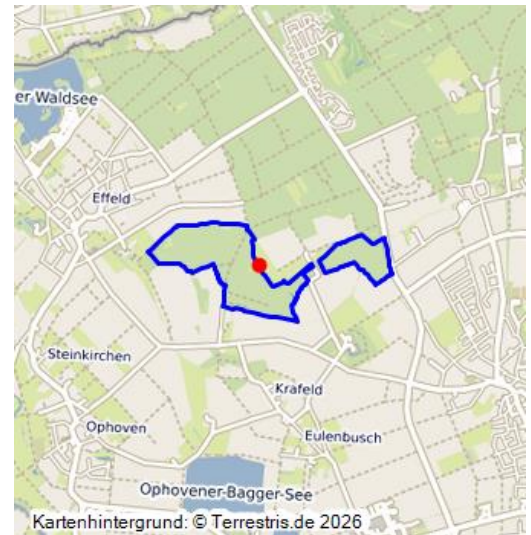 er Waldsee
Effeld
Steinkirchen
Krafeld
Ophoven
Eulenbusch
Ophovener-Bagger-See
Kartenhintergrund: © Terrestris.de 2026